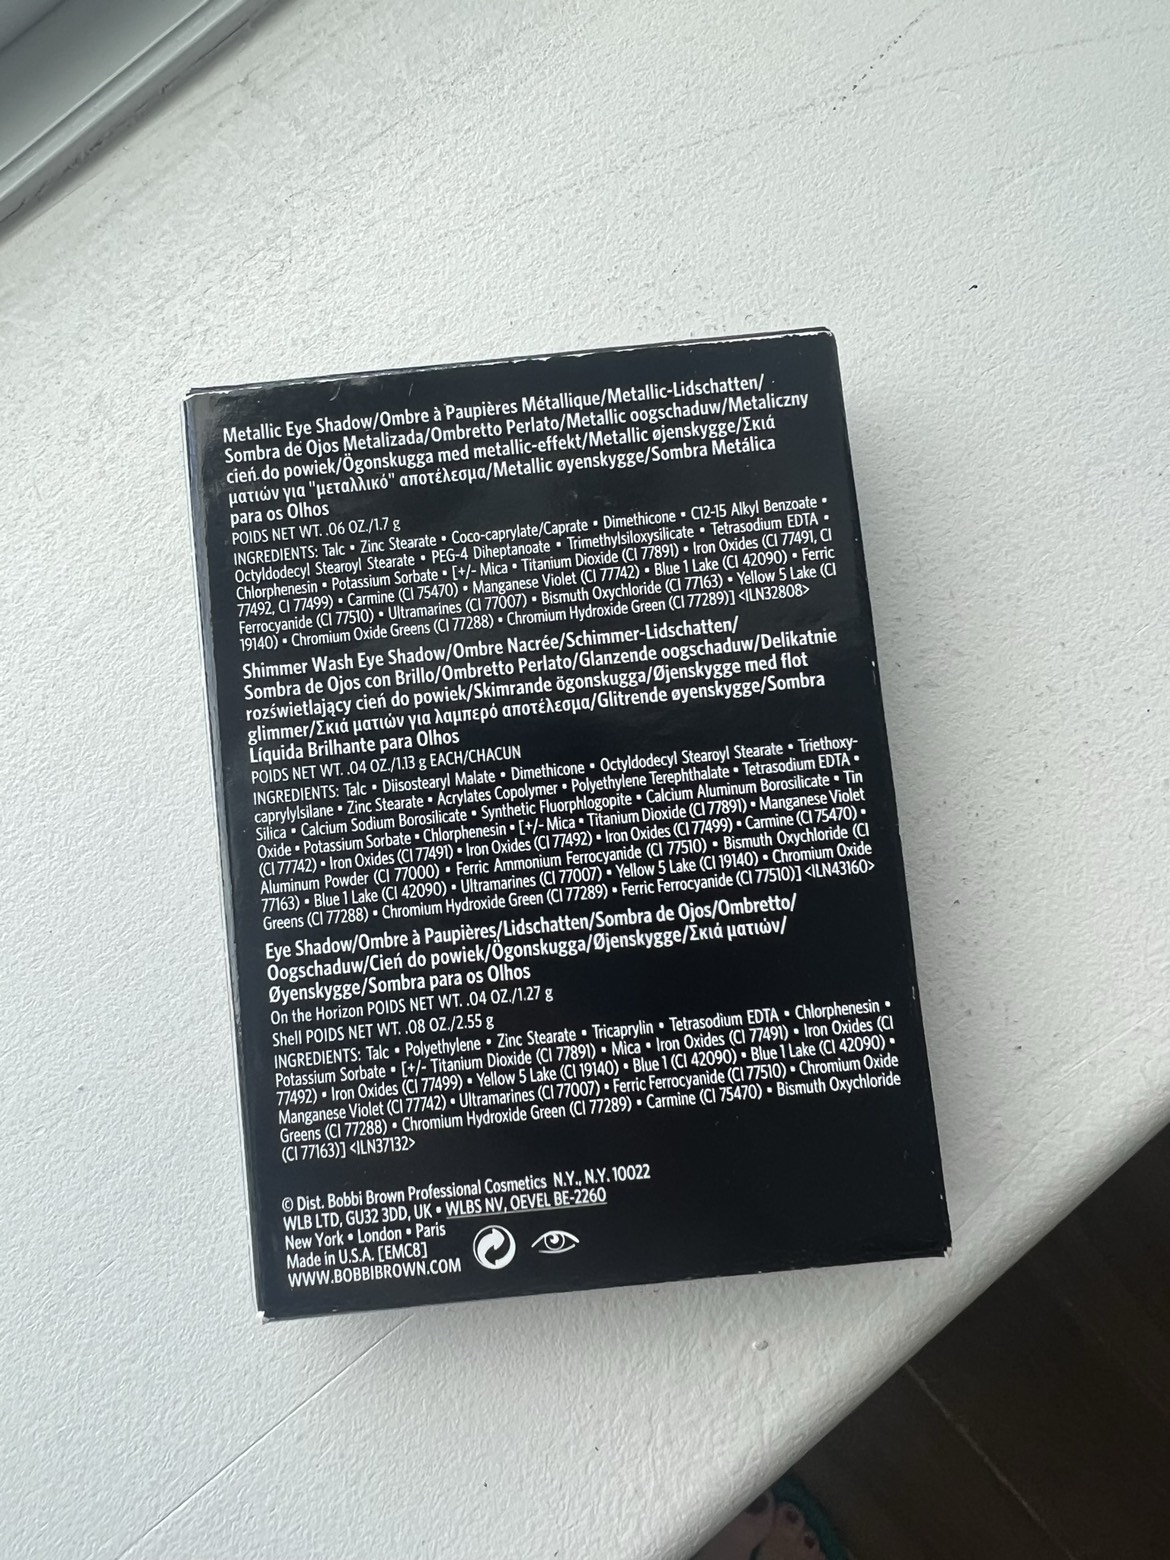 Metallic Eye Shadow/Ombre à Paupières Métallique/Metallic-Lidschatten/
Sombra de Ojos Metalizada/Ombretto Perlato/Metallic oogschaduw/Metaliczny
cień do powiek/Ögonskugga med metallic-effekt/Metallic øjenskygge/Σκιά
ματιών για "μεταλλικό" αποτέλεσμα/Metallic øyenskygge/Sombra Metálica
para os Olhos
POIDS NET WT. .06 OZ./1.7 g
INGREDIENTS: Talc • Zinc Stearate • Coco-caprylate/Caprate • Dimethicone • C12-15 Alkyl Benzoate •
Octyldodecyl Stearoyl Stearate • PEG-4 Diheptanoate • Trimethylsiloxysilicate • Tetrasodium EDTA •
Chlorphenesin • Potassium Sorbate • [+/- Mica • Titanium Dioxide (CI 77891) • Iron Oxides (CI 77491, CI
77492, CI 77499) • Carmine (CI 75470) • Manganese Violet (CI 77742) • Blue 1 Lake (CI 42090) • Ferric
Ferrocyanide (CI 77510) • Ultramarines (CI 77007) • Bismuth Oxychloride (CI 77163) • Yellow 5 Lake (CI
19140) • Chromium Oxide Greens (CI 77288) • Chromium Hydroxide Green (CI 77289)] <ILN32808>
Shimmer Wash Eye Shadow/Ombre Nacrée/Schimmer-Lidschatten/
Sombra de Ojos con Brillo/Ombretto Perlato/Glanzende oogschaduw/Delikatnie
rozświetlający cień do powiek/Skimrande ögonskugga/Øjenskygge med flot
glimmer/Σκιά ματιών για λαμπερό αποτέλεσμα/Glitrende øyenskygge/Sombra
Líquida Brilhante para Olhos
POIDS NET WT. .04 OZ./1.13 g EACH/CHACUN
INGREDIENTS: Talc • Diisostearyl Malate • Dimethicone • Octyldodecyl Stearoyl Stearate • Triethoxy-
caprylylsilane • Zinc Stearate • Acrylates Copolymer • Polyethylene Terephthalate • Tetrasodium EDTA •
Silica • Calcium Sodium Borosilicate • Synthetic Fluorphlogopite • Calcium Aluminum Borosilicate • Tin
Oxide • Potassium Sorbate • Chlorphenesin • [+/- Mica • Titanium Dioxide (CI 77891) • Manganese Violet
(CI 77742) • Iron Oxides (CI 77491) • Iron Oxides (CI 77492) • Iron Oxides (CI 77499) • Carmine (CI 75470) •
Aluminum Powder (CI 77000) • Ferric Ammonium Ferrocyanide (CI 77510) • Bismuth Oxychloride (CI
77163) • Blue 1 Lake (CI 42090) • Ultramarines (CI 77007) • Yellow 5 Lake (CI 19140) • Chromium Oxide
Greens (CI 77288) • Chromium Hydroxide Green (CI 77289) • Ferric Ferrocyanide (CI 77510)] <ILN43160>
Eye Shadow/Ombre à Paupières/Lidschatten/Sombra de Ojos/Ombretto/
Oogschaduw/Cień do powiek/Ögonskugga/Øjenskygge/Σκιά ματιών/
Øyenskygge/Sombra para os Olhos
On the Horizon POIDS NET WT. .04 OZ./1.27 g
Shell POIDS NET WT. .08 OZ./2.55 g
INGREDIENTS: Talc • Polyethylene • Zinc Stearate • Tricaprylin • Tetrasodium EDTA • Chlorphenesin •
Potassium Sorbate • [+/- Titanium Dioxide (CI 77891) • Mica • Iron Oxides (CI 77491) • Iron Oxides (CI
77492) • Iron Oxides (CI 77499) • Yellow 5 Lake (CI 19140) • Blue 1 (CI 42090) • Blue 1 Lake (CI 42090) •
Manganese Violet (CI 77742) • Ultramarines (CI 77007) • Ferric Ferrocyanide (CI 77510) • Chromium Oxide
Greens (CI 77288) • Chromium Hydroxide Green (CI 77289) • Carmine (CI 75470) • Bismuth Oxychloride
(CI 77163)] <ILN37132>
© Dist. Bobbi Brown Professional Cosmetics N.Y., N.Y. 10022
WLB LTD, GU32 3DD, UK • WLBS NV, OEVEL BE-2260
New York • London • Paris
Made in U.S.A. [EMC8]
WWW.BOBBIBROWN.COM